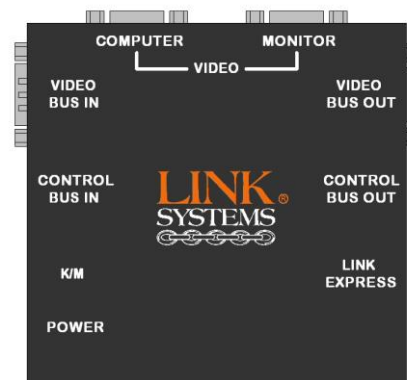 COMPUTER MONITOR
VIDEO
VIDEO BUS IN
VIDEO BUS OUT
CONTROL BUS IN
LINK®
SYSTEMS
CONTROL BUS OUT
K/M
LINK EXPRESS
POWER